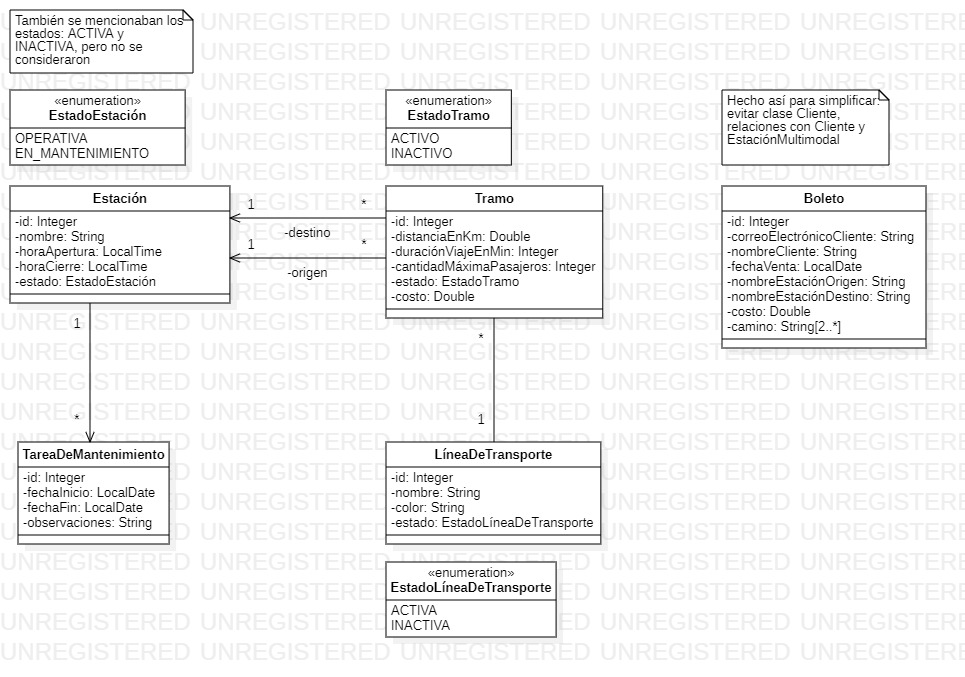 También se mencionaban los
estados: ACTIVA y
INACTIVA, pero no se
consideraron
«enumeration»
EstadoEstación
OPERATIVA
EN_MANTENIMIENTO
«enumeration»
EstadoTramo
ACTIVO
INACTIVO
Hecho así para simplificar:
evitar clase Cliente,
relaciones con Cliente y
EstaciónMultimodal
Estación
-id: Integer
-nombre: String
-horaApertura: LocalTime
-horaCierre: LocalTime
-estado: EstadoEstación
1
*
-destino
1
*
-origen
Tramo
-id: Integer
-distanciaEnKm: Double
-duraciónViajeEnMin: Integer
-cantidadMáximaPasajeros: Integer
-estado: EstadoTramo
-costo: Double
Boleto
-id: Integer
-correoElectrónicoCliente: String
-nombreCliente: String
-fechaVenta: LocalDate
-nombreEstaciónOrigen: String
-nombreEstaciónDestino: String
-costo: Double
-camino: String[2..*]
1
*
*
1
TareaDeMantenimiento
-id: Integer
-fechaInicio: LocalDate
-fechaFin: LocalDate
-observaciones: String
LíneaDeTransporte
-id: Integer
-nombre: String
-color: String
-estado: EstadoLíneaDeTransporte
«enumeration»
EstadoLíneaDeTransporte
ACTIVA
INACTIVA
UNREGISTERED